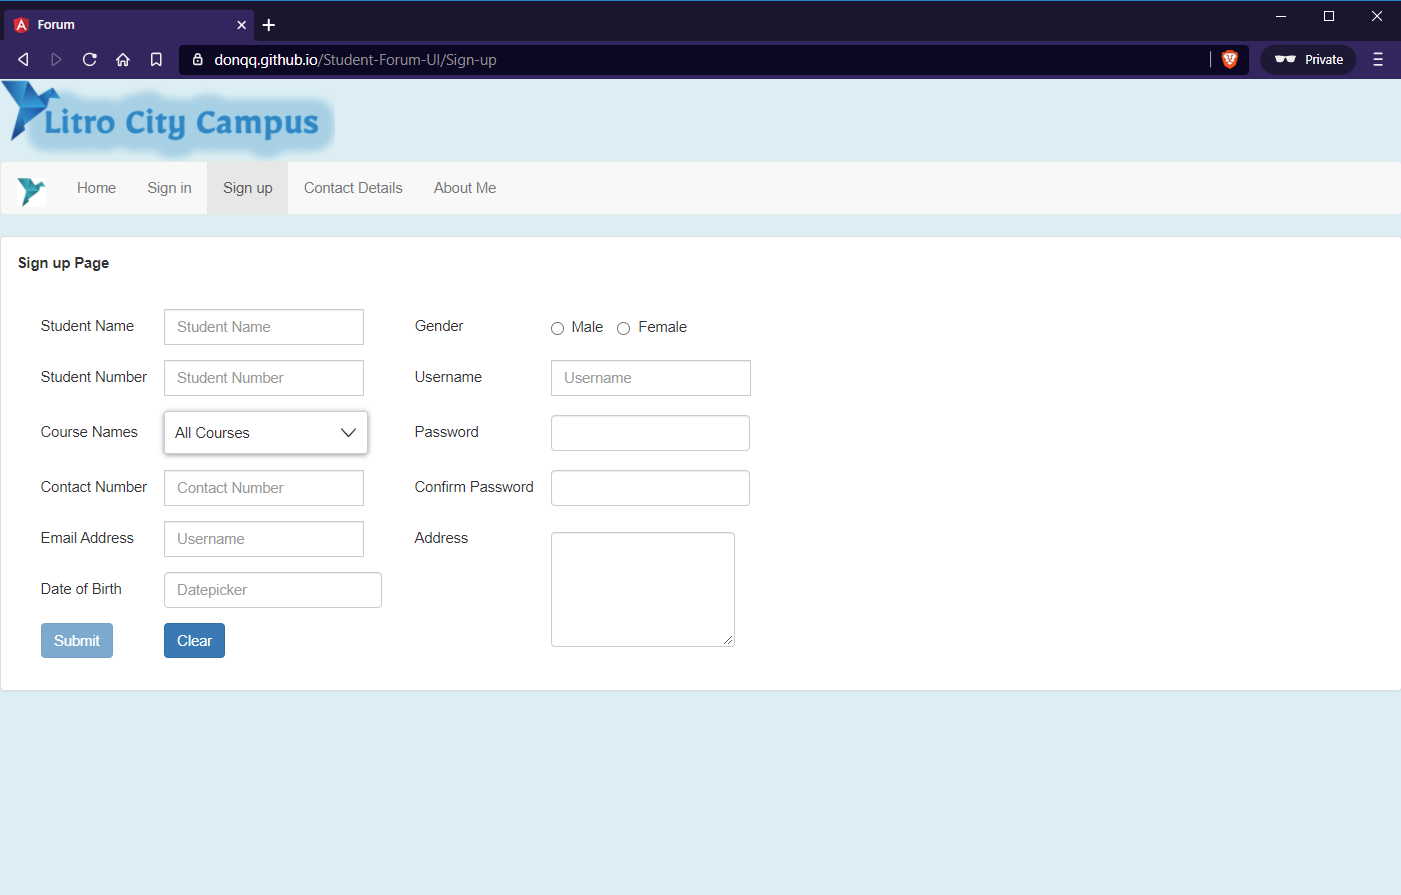 Forum
donqq.github.io/Student-Forum-UI/Sign-up
Private
Litro City Campus
Home Sign in Sign up Contact Details About Me
Sign up Page
Student Name Student Name Gender Male Female
Student Number Student Number Username Username
Course Names All Courses Password
Contact Number Contact Number Confirm Password
Email Address Username Address
Date of Birth Datepicker
Submit Clear